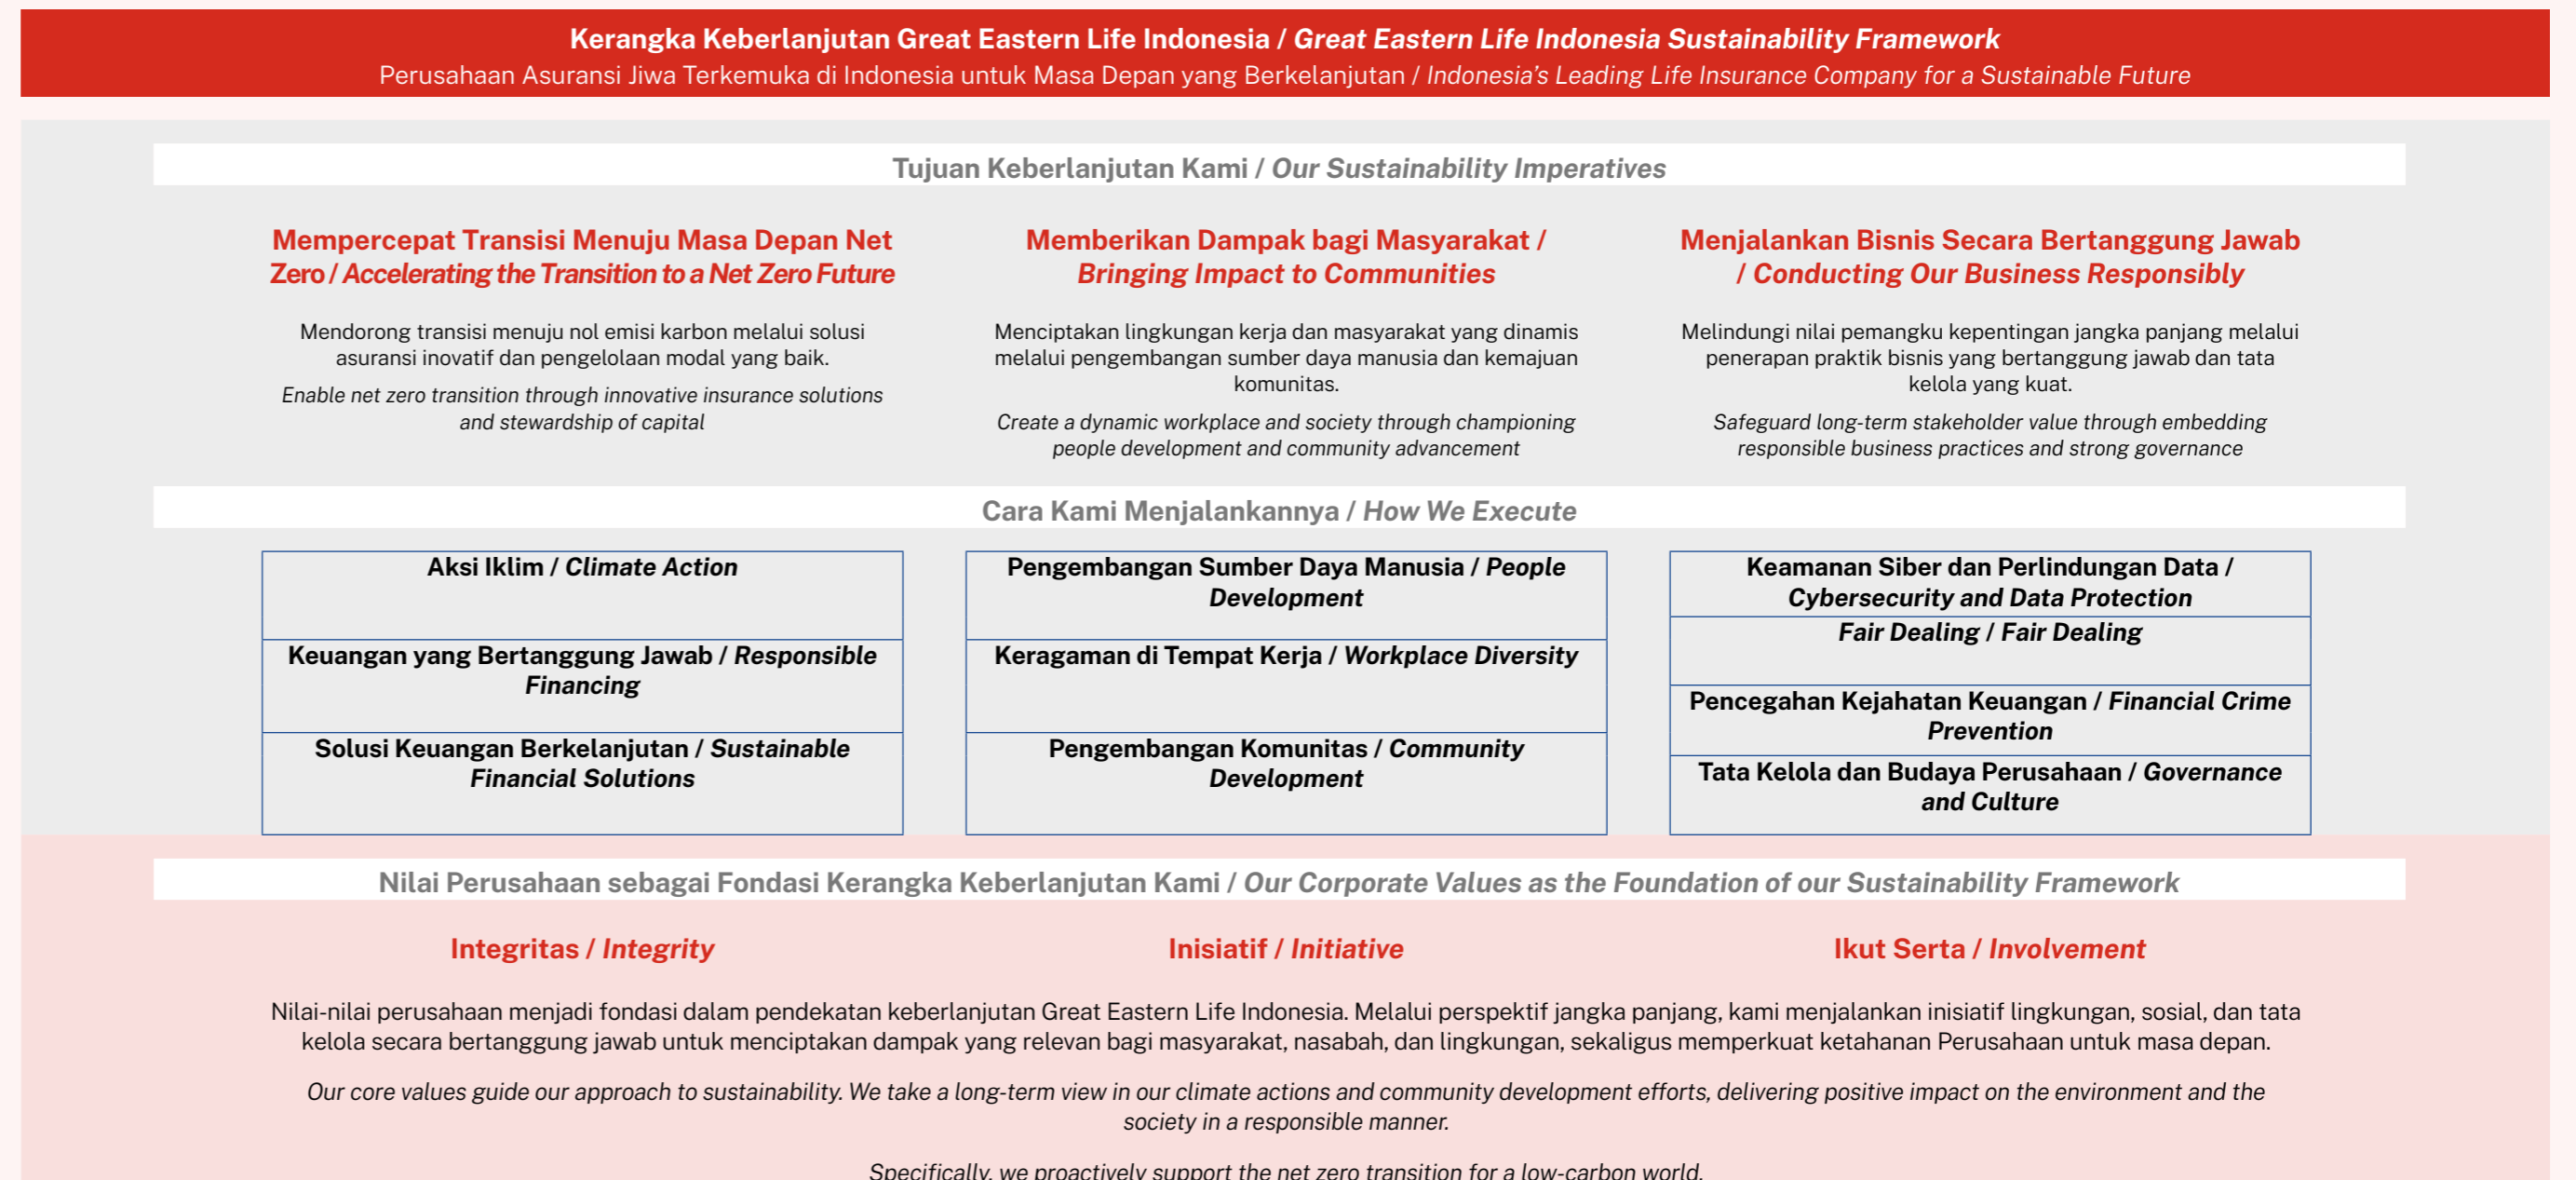 Kerangka Keberlanjutan Great Eastern Life Indonesia / Great Eastern Life Indonesia Sustainability Framework
Perusahaan Asuransi Jiwa Terkemuka di Indonesia untuk Masa Depan yang Berkelanjutan / Indonesia's Leading Life Insurance Company for a Sustainable Future
Tujuan Keberlanjutan Kami / Our Sustainability Imperatives
Mempercepat Transisi Menuju Masa Depan Net
Zero / Accelerating the Transition to a Net Zero Future
Mendorong transisi menuju nol emisi karbon melalui solusi
asuransi inovatif dan pengelolaan modal yang baik.
Enable net zero transition through innovative insurance solutions
and stewardship of capital
Memberikan Dampak bagi Masyarakat /
Bringing Impact to Communities
Menciptakan lingkungan kerja dan masyarakat yang dinamis
melalui pengembangan sumber daya manusia dan kemajuan
komunitas.
Create a dynamic workplace and society through championing
people development and community advancement
Menjalankan Bisnis Secara Bertanggung Jawab
/ Conducting Our Business Responsibly
Melindungi nilai pemangku kepentingan jangka panjang melalui
penerapan praktik bisnis yang bertanggung jawab dan tata
kelola yang kuat.
Safeguard long-term stakeholder value through embedding
responsible business practices and strong governance
Cara Kami Menjalankannya / How We Execute
Aksi Iklim / Climate Action
Keuangan yang Bertanggung Jawab / Responsible
Financing
Solusi Keuangan Berkelanjutan / Sustainable
Financial Solutions
Pengembangan Sumber Daya Manusia / People
Development
Keragaman di Tempat Kerja / Workplace Diversity
Pengembangan Komunitas / Community
Development
Keamanan Siber dan Perlindungan Data /
Cybersecurity and Data Protection
Fair Dealing / Fair Dealing
Pencegahan Kejahatan Keuangan / Financial Crime
Prevention
Tata Kelola dan Budaya Perusahaan / Governance
and Culture
Nilai Perusahaan sebagai Fondasi Kerangka Keberlanjutan Kami / Our Corporate Values as the Foundation of our Sustainability Framework
Integritas / Integrity
Inisiatif / Initiative
Ikut Serta / Involvement
Nilai-nilai perusahaan menjadi fondasi dalam pendekatan keberlanjutan Great Eastern Life Indonesia. Melalui perspektif jangka panjang, kami menjalankan inisiatif lingkungan, sosial, dan tata
kelola secara bertanggung jawab untuk menciptakan dampak yang relevan bagi masyarakat, nasabah, dan lingkungan, sekaligus memperkuat ketahanan Perusahaan untuk masa depan.
Our core values guide our approach to sustainability. We take a long-term view in our climate actions and community development efforts, delivering positive impact on the environment and the
society in a responsible manner.
Specifically, we proactively support the net zero transition for a low-carbon world.